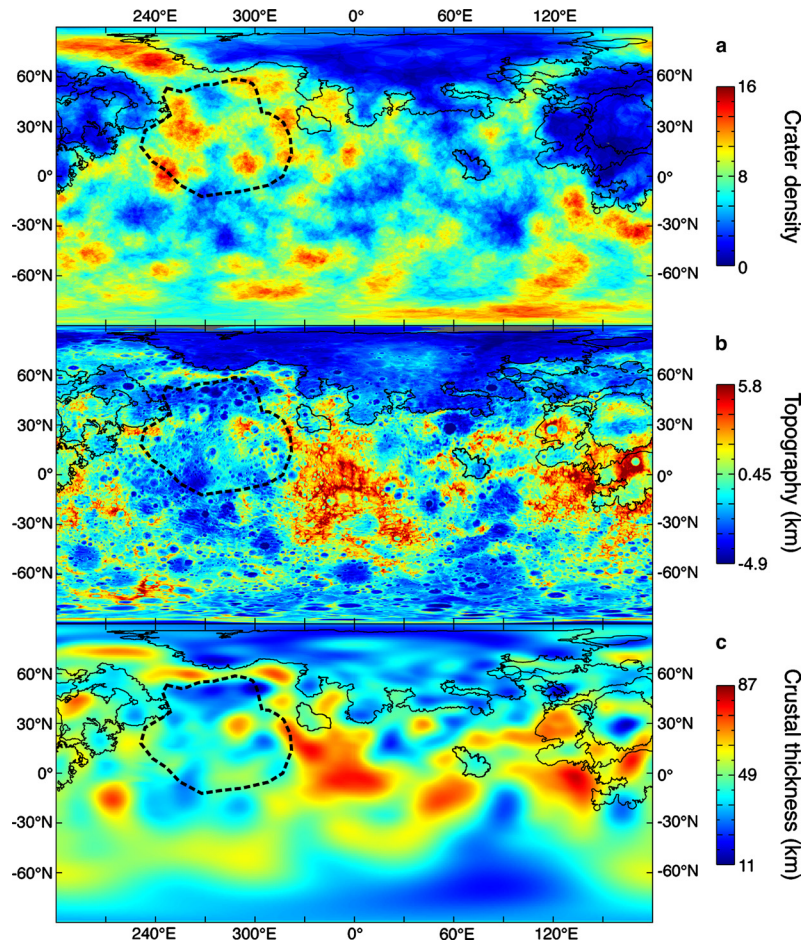 240°E 300°E 0° 60°E 120°E
a
60°N 60°N
30°N 30°N
0° 0°
-30°N -30°N
-60°N -60°N
16
8
0
Crater density
b
60°N 60°N
30°N 30°N
0° 0°
-30°N -30°N
-60°N -60°N
5.8
0.45
-4.9
Topography (km)
c
60°N 60°N
30°N 30°N
0° 0°
-30°N -30°N
-60°N -60°N
87
49
11
Crustal thickness (km)
240°E 300°E 0° 60°E 120°E